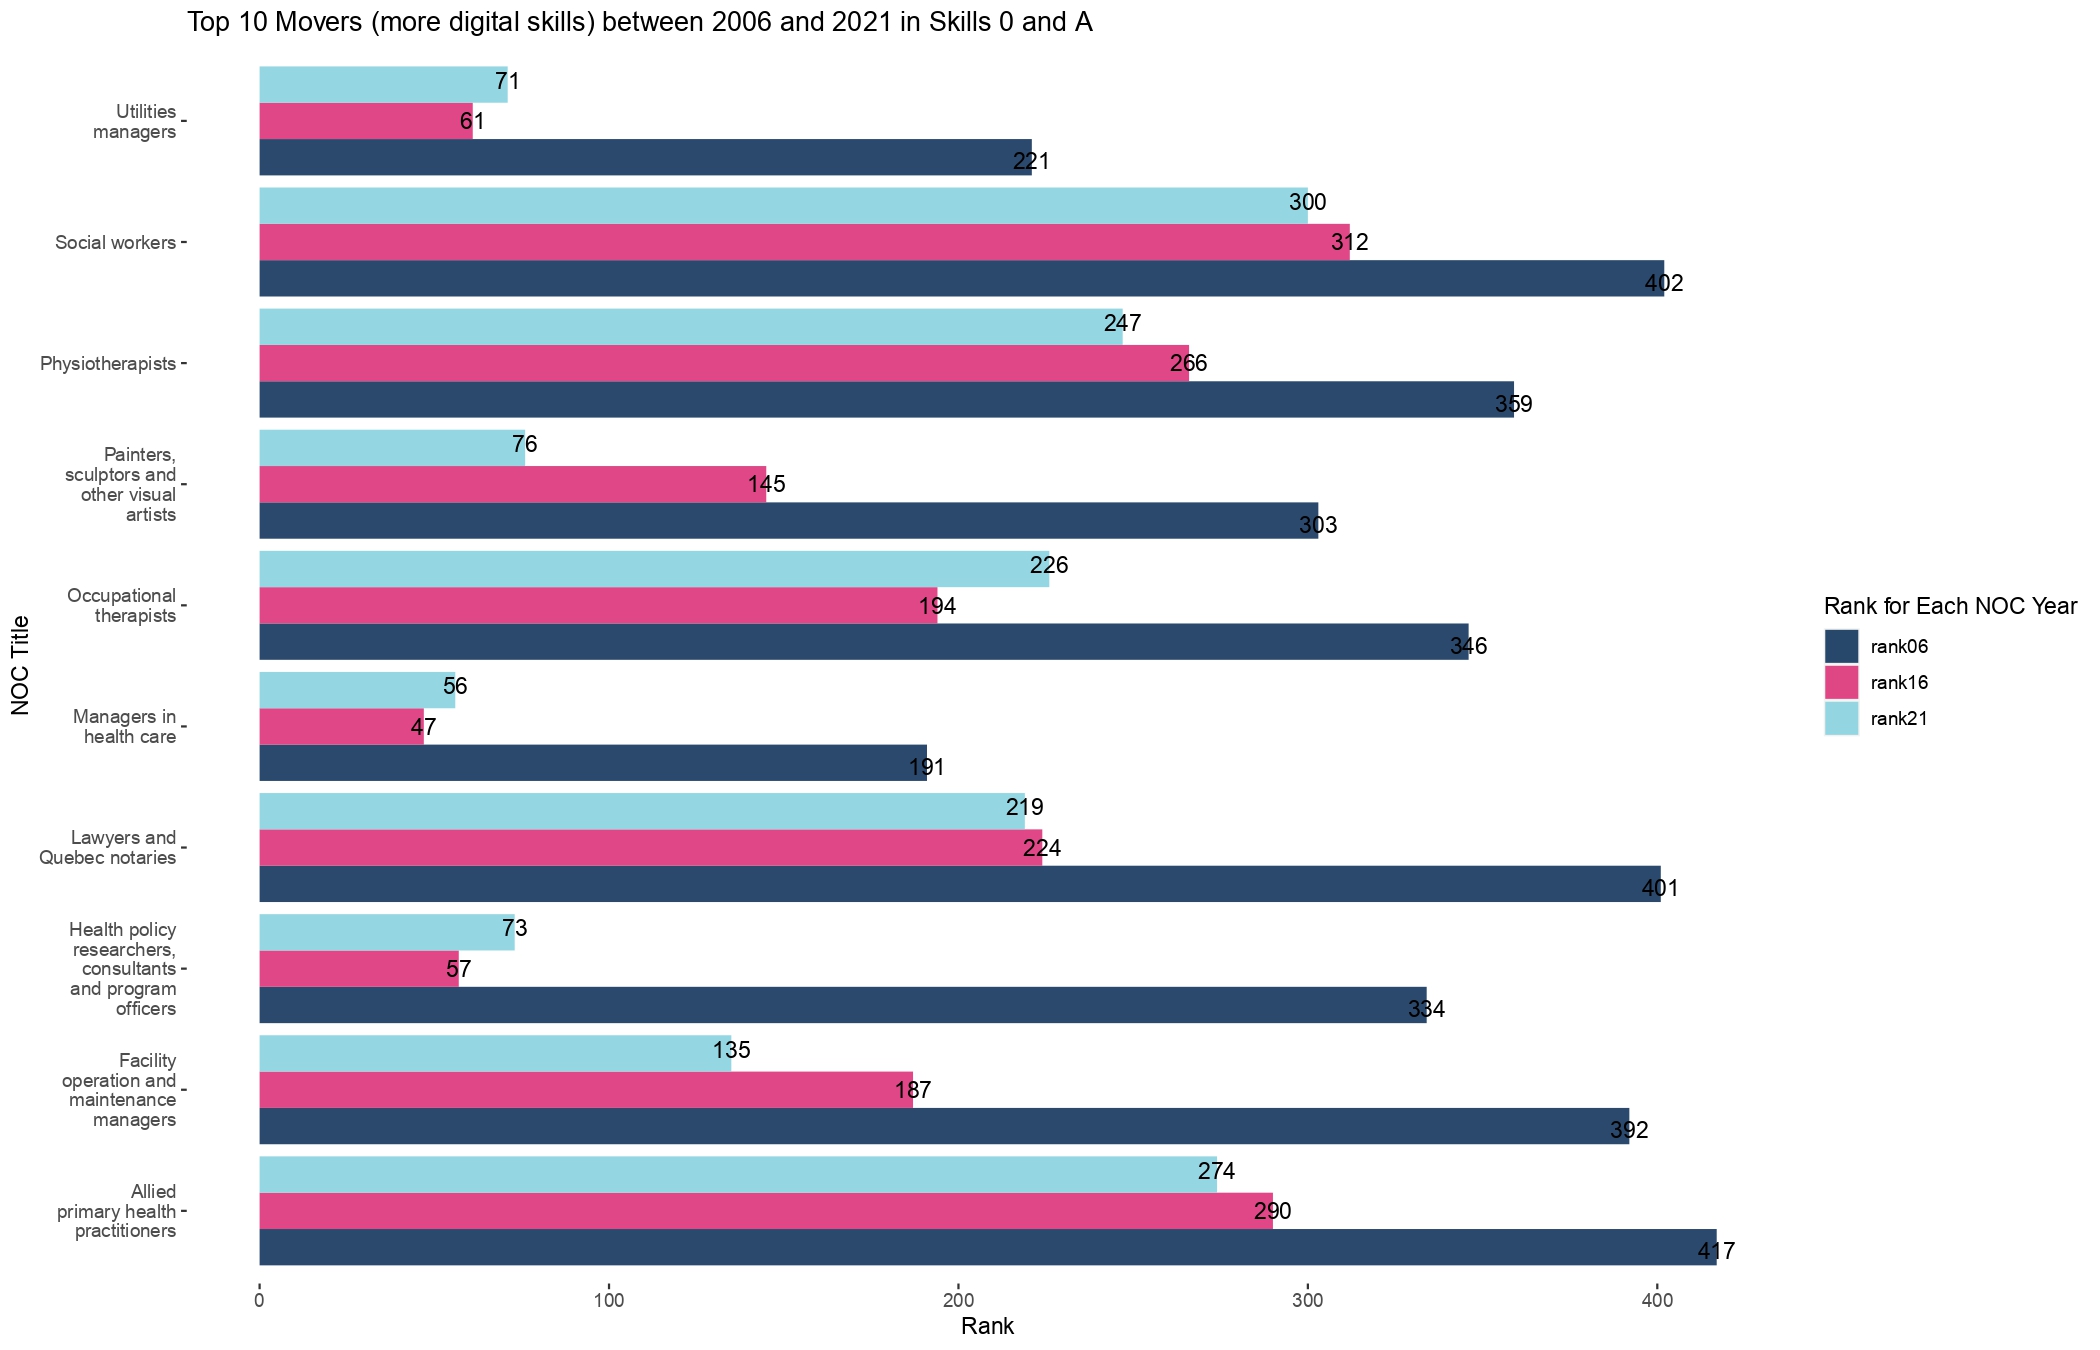 Top 10 Movers (more digital skills) between 2006 and 2021 in Skills 0 and A
NOC Title
Utilities
managers
71
61
221
Social workers
300
312
402
Physiotherapists
247
266
359
Painters,
sculptors and
other visual
artists
76
145
303
Occupational
therapists
226
194
346
Managers in
health care
56
47
191
Lawyers and
Quebec notaries
219
224
401
Health policy
researchers,
consultants
and program
officers
73
57
334
Facility
operation and
maintenance
managers
135
187
392
Allied
primary health
practitioners
274
290
417
0 100 200 300 400
Rank
Rank for Each NOC Year
rank06
rank16
rank21